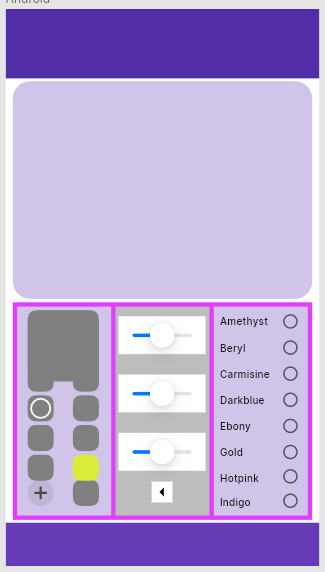 Android
Amethyst
Beryl
Carmisine
Darkblue
Ebony
Gold
Hotpink
Indigo